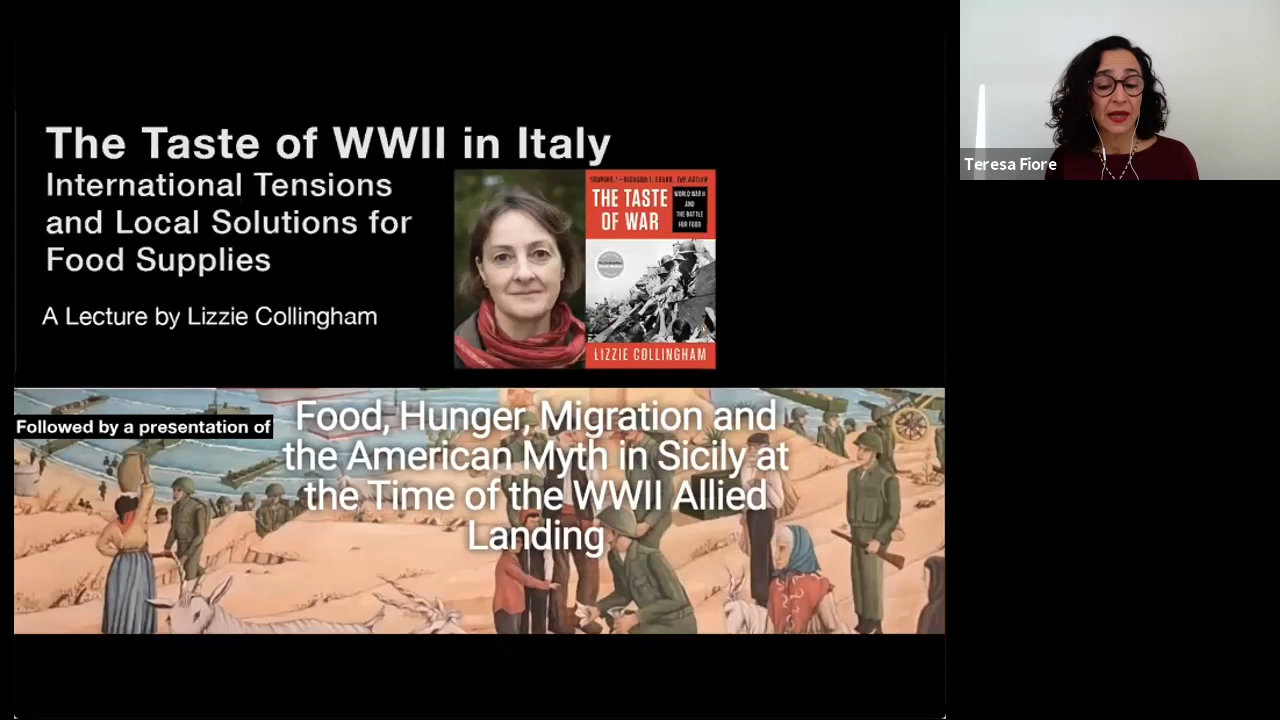 The Taste of WWII in Italy
International Tensions
and Local Solutions for
Food Supplies
A Lecture by Lizzie Collingham
THE TASTE
OF WAR
WORLD WAR II
AND
THE BATTLE
FOR FOOD
LIZZIE COLLINGHAM
Followed by a presentation of
Food, Hunger, Migration and
the American Myth in Sicily at
the Time of the WWII Allied
Landing
Teresa Fiore